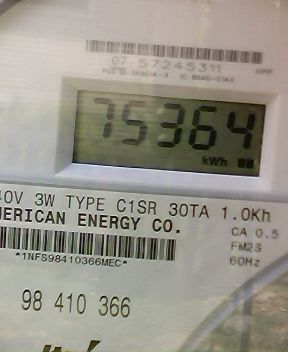 07 57245311
75364
kWh
40V 3W TYPE C1SR 30TA 1.0Kh
MERICAN ENERGY CO.
CA 0.5
FM2S
*1NFS98410366MEC*
60Hz
98 410 366